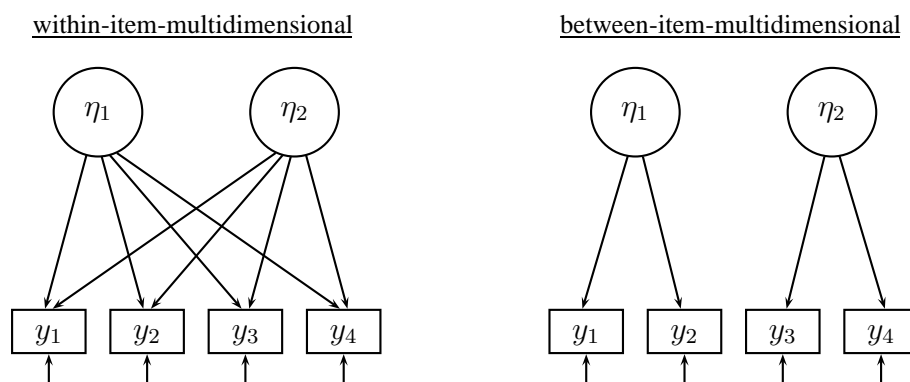 within-item-multidimensional between-item-multidimensional
η1 η2 η1 η2
y1 y2 y3 y4 y1 y2 y3 y4